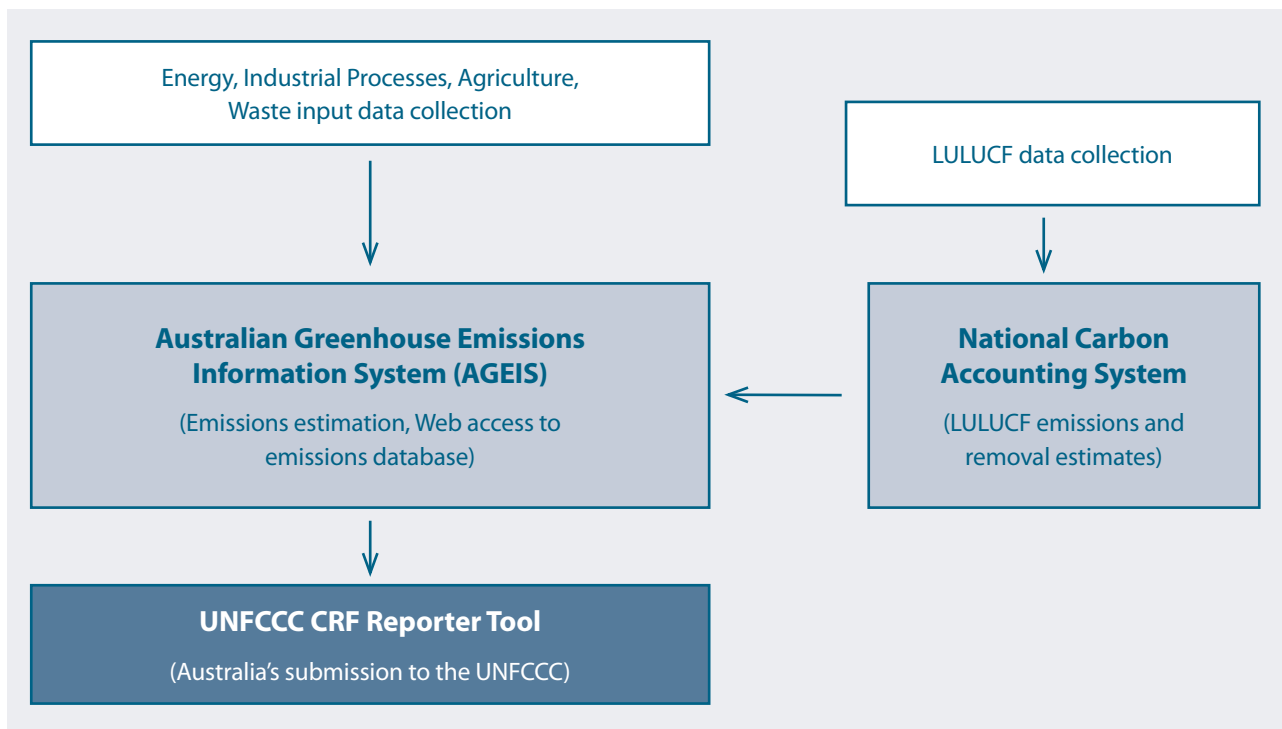 Energy, Industrial Processes, Agriculture,
Waste input data collection
LULUCF data collection
Australian Greenhouse Emissions
Information System (AGEIS)
(Emissions estimation, Web access to
emissions database)
National Carbon
Accounting System
(LULUCF emissions and
removal estimates)
UNFCCC CRF Reporter Tool
(Australia’s submission to the UNFCCC)